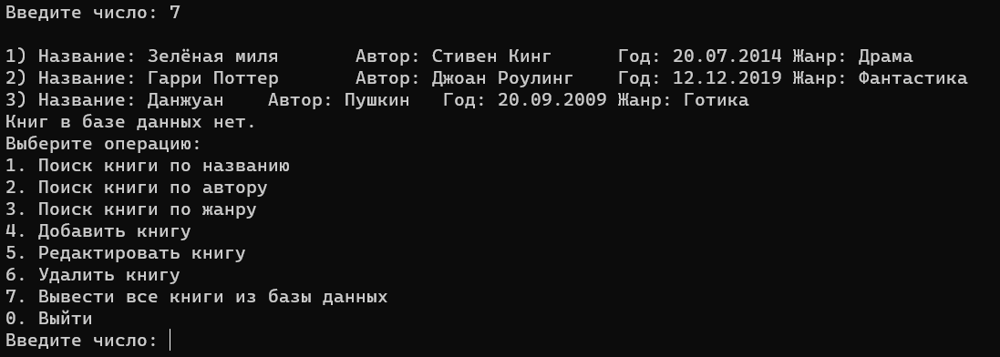 Введите число: 7
1) Название: Зелёная миля Автор: Стивен Кинг Год: 20.07.2014 Жанр: Драма
2) Название: Гарри Поттер Автор: Джоан Роулинг Год: 12.12.2019 Жанр: Фантастика
3) Название: Данжуан Автор: Пушкин Год: 20.09.2009 Жанр: Готика
Книг в базе данных нет.
Выберите операцию:
1. Поиск книги по названию
2. Поиск книги по автору
3. Поиск книги по жанру
4. Добавить книгу
5. Редактировать книгу
6. Удалить книгу
7. Вывести все книги из базы данных
0. Выйти
Введите число: